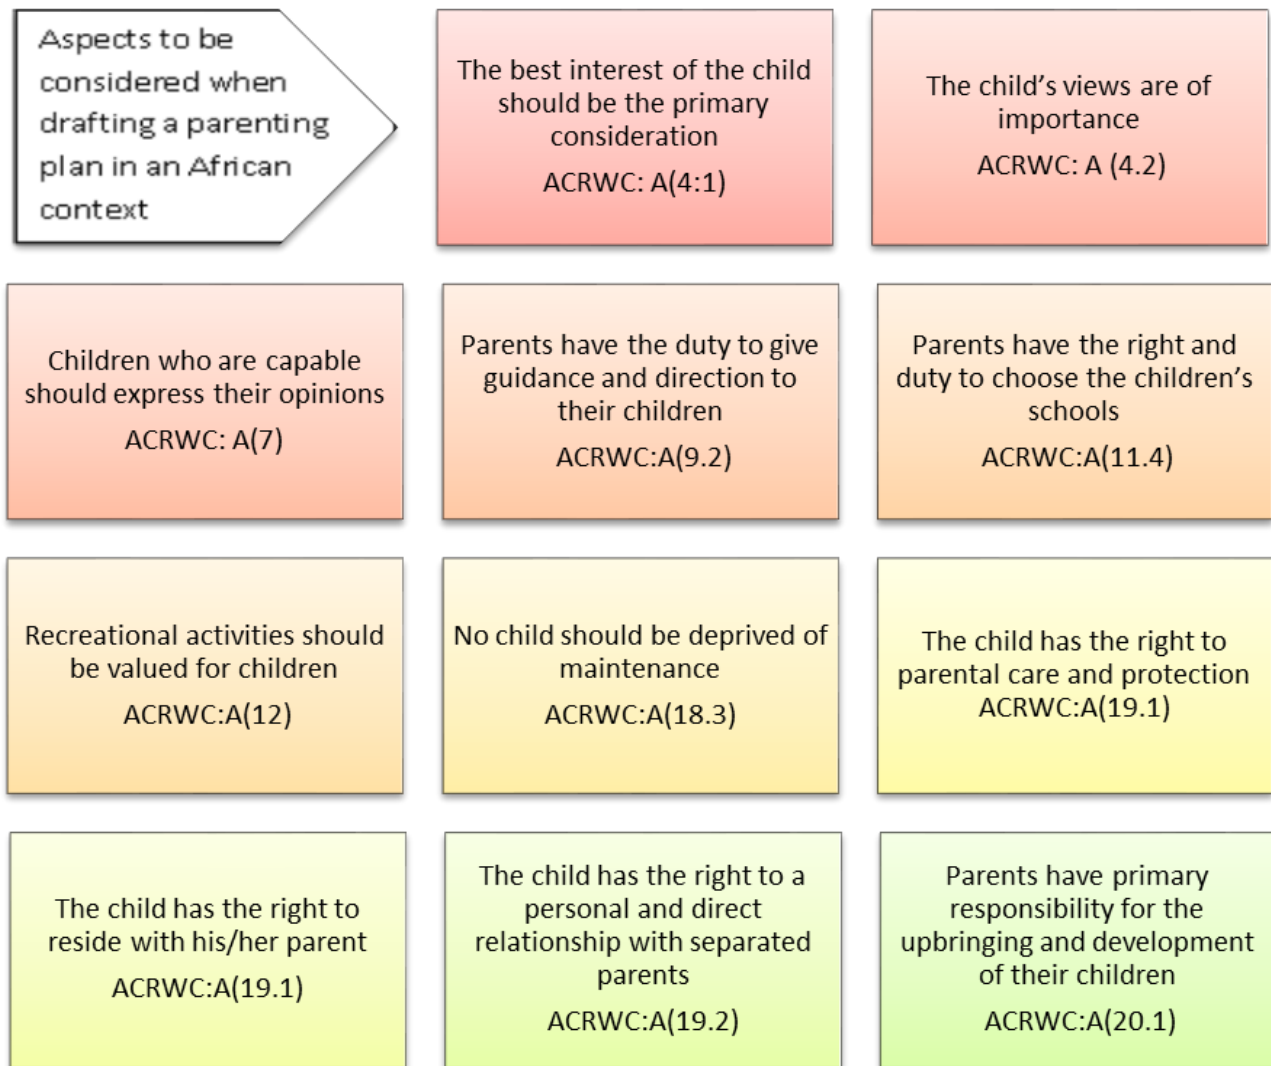 Aspects to be
considered when
drafting a parenting
plan in an African
context
The best interest of the child
should be the primary
consideration
ACRWC: A(4:1)
The child’s views are of
importance
ACRWC: A (4.2)
Children who are capable
should express their opinions
ACRWC: A(7)
Parents have the duty to give
guidance and direction to
their children
ACRWC:A(9.2)
Parents have the right and
duty to choose the children’s
schools
ACRWC:A(11.4)
Recreational activities should
be valued for children
ACRWC:A(12)
No child should be deprived of
maintenance
ACRWC:A(18.3)
The child has the right to
parental care and protection
ACRWC:A(19.1)
The child has the right to
reside with his/her parent
ACRWC:A(19.1)
The child has the right to a
personal and direct
relationship with separated
parents
ACRWC:A(19.2)
Parents have primary
responsibility for the
upbringing and development
of their children
ACRWC:A(20.1)